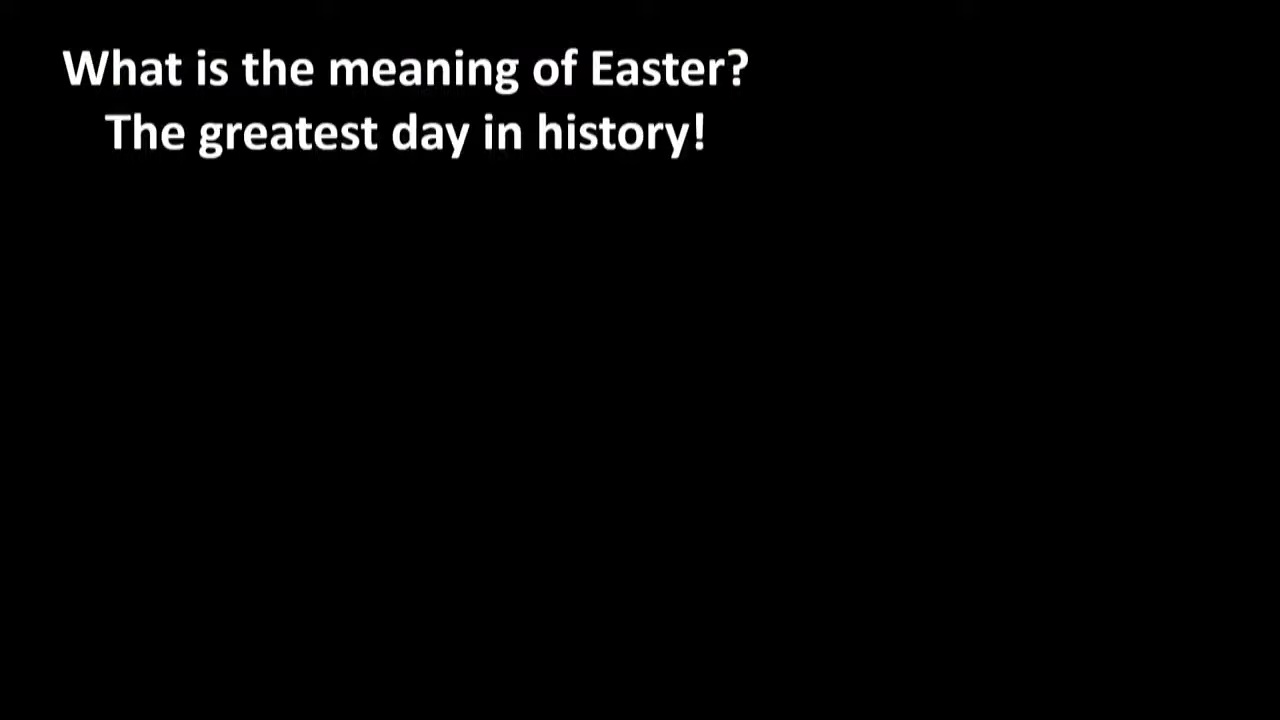 What is the meaning of Easter?
The greatest day in history!